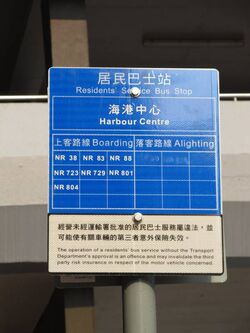 居民巴士站
Residents' Service Bus Stop
海港中心
Harbour Centre
上客路線 Boarding 落客路線 Alighting
NR 38 NR 83 NR 88
NR 723 NR 729 NR 801
NR 804
經營未經運輸署批准的居民巴士服務屬違法，並
可能使有關車輛的第三者意外保險失效。
The operation of a residents' bus service without the Transport
Department's approval is an offence and may invalidate the third
party risk insurance in respect of the motor vehicle concerned.